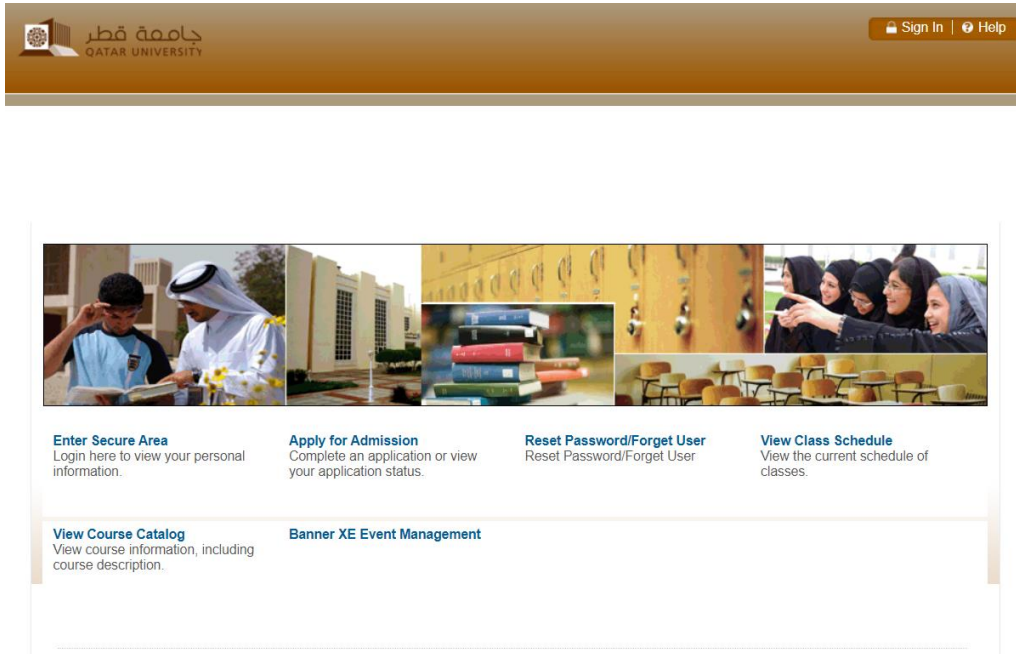 جامعة قطر
QATAR UNIVERSITY
Sign In | Help
Enter Secure Area
Login here to view your personal
information.
Apply for Admission
Complete an application or view
your application status.
Reset Password/Forget User
Reset Password/Forget User
View Class Schedule
View the current schedule of
classes.
View Course Catalog
View course information, including
course description.
Banner XE Event Management